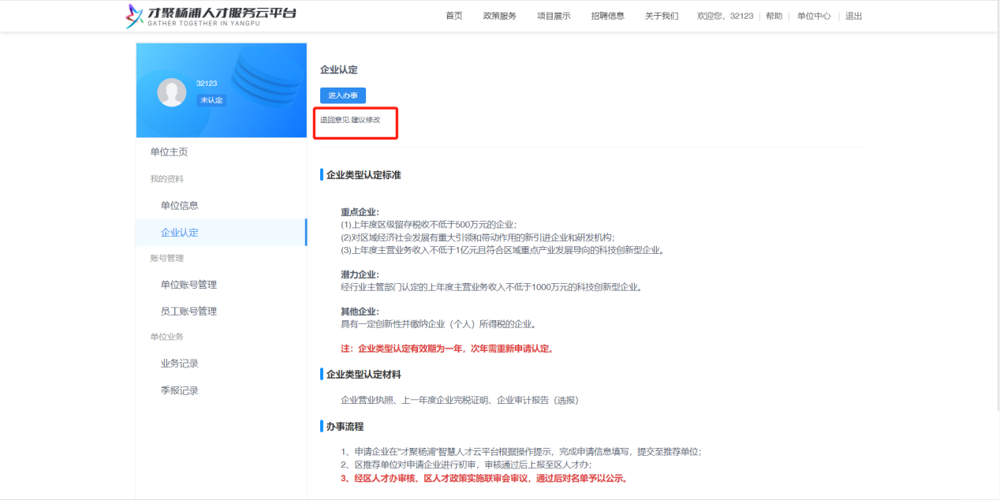 才聚杨浦人才服务云平台
GATHER TOGETHER IN YANGPU
首页 政策服务 项目展示 招聘信息 关于我们 欢迎您，32123 | 帮助 | 单位中心 | 退出
32123
未认定
单位主页
我的资料
单位信息
企业认定
账号管理
单位账号管理
员工账号管理
单位业务
业务记录
季报记录
企业认定
进入办事
退回意见:建议修改
企业类型认定标准
重点企业：
(1)上年度区级留存税收不低于500万元的企业；
(2)对区域经济社会发展有重大引领和带动作用的新引进企业和研发机构；
(3)上年度主营业务收入不低于1亿元且符合区域重点产业发展导向的科技创新型企业。
潜力企业：
经行业主管部门认定的上年度主营业务收入不低于1000万元的科技创新型企业。
其他企业：
具有一定创新性并缴纳企业（个人）所得税的企业。
注：企业类型认定有效期为一年，次年需重新申请认定。
企业类型认定材料
企业营业执照、上一年度企业完税证明、企业审计报告（选报）
办事流程
1、申请企业在“才聚杨浦”智慧人才云平台根据操作提示，完成申请信息填写，提交至推荐单位；
2、区推荐单位对申请企业进行初审，审核通过后上报至区人才办；
3、经区人才办审核、区人才政策实施联审会审议，通过后对名单予以公示。